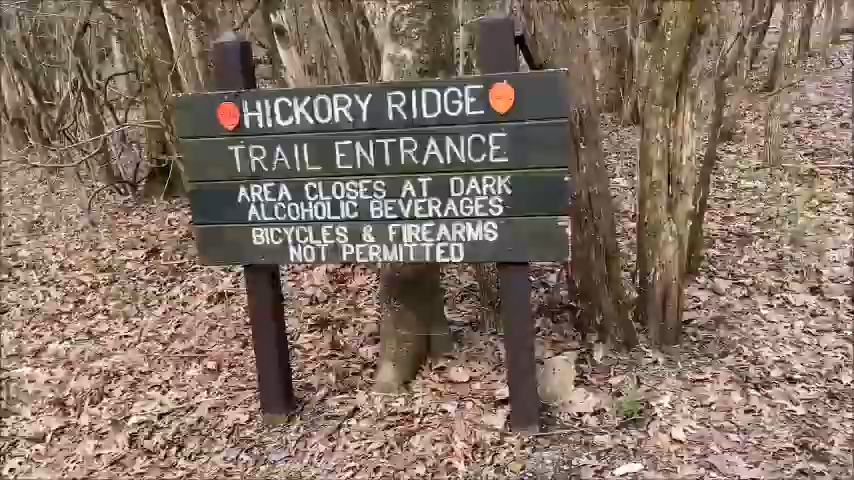 HICKORY RIDGE
TRAIL ENTRANCE
AREA CLOSES AT DARK
ALCOHOLIC BEVERAGES
BICYCLES & FIREARMS
NOT PERMITTED